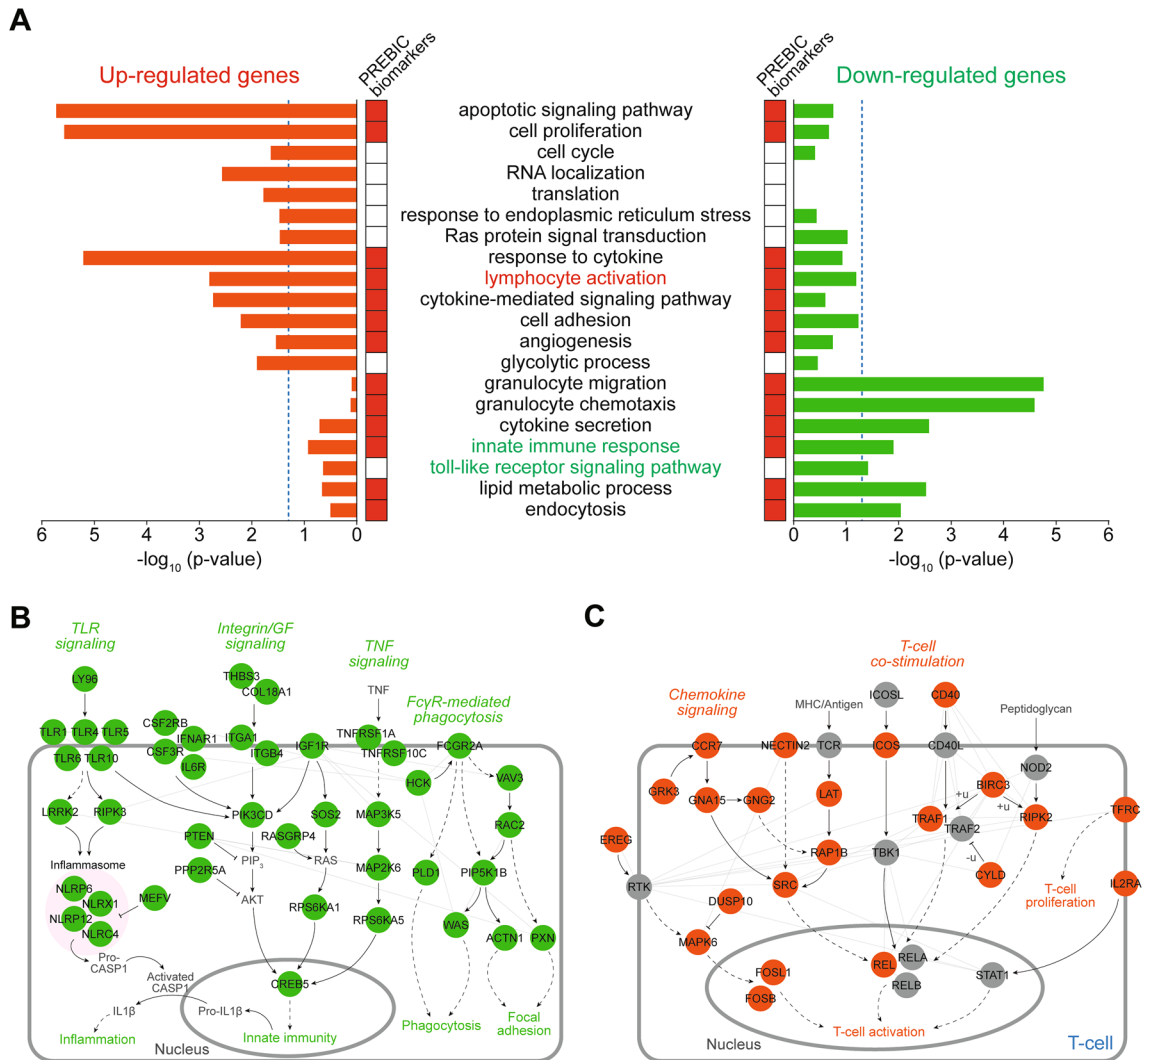 A
Up-regulated genes
PREBIC
biomarkers
PREBIC
biomarkers
Down-regulated genes
apoptotic signaling pathway
cell proliferation
cell cycle
RNA localization
translation
response to endoplasmic reticulum stress
Ras protein signal transduction
response to cytokine
lymphocyte activation
cytokine-mediated signaling pathway
cell adhesion
angiogenesis
glycolytic process
granulocyte migration
granulocyte chemotaxis
cytokine secretion
innate immune response
toll-like receptor signaling pathway
lipid metabolic process
endocytosis
6 5 4 3 2 1 0
-log10 (p-value)
0 1 2 3 4 5 6
-log10 (p-value)
B
TLR
signaling
Integrin/GF
signaling
TNF
signaling
FcγR-mediated
phagocytosis
LY96
THBS3
COL18A1
TNF
TLR1
TLR4
TLR5
CSF2RB
IFNAR1
ITGA1
TNFRSF1A
TLR6
TLR10
CSF3R
IL6R
ITGB4
IGF1R
TNFRSF10C
FCGR2A
HCK
VAV3
LRRK2
RIPK3
PIK3CD
SOS2
MAP3K5
RAC2
PTEN
RASGRP4
PIP3
RAS
PPP2R5A
AKT
MAP2K6
PLD1
PIP5K1B
Inflammasome
NLRP6
NLRX1
NLRP12
NLRC4
MEFV
RPS6KA1
RPS6KA5
WAS
ACTN1
PXN
Pro-
CASP1
Activated
CASP1
CREB5
IL1β
Pro-IL1β
Inflammation
Innate immunity
Nucleus
Phagocytosis
Focal
adhesion
C
T-cell
co-stimulation
Chemokine
signaling
MHC/Antigen
ICOSL
CD40
Peptidoglycan
CCR7
NECTIN2
TCR
ICOS
CD40L
NOD2
GRK3
GNA15
GNG2
LAT
BIRC3
+u
+u
TRAF1
TRAF2
RIPK2
TFRC
EREG
RAP1B
TBK1
-u
CYLD
RTK
SRC
T-cell
proliferation
IL2RA
DUSP10
MAPK6
FOSL1
FOSB
REL
RELA
RELB
STAT1
T-cell activation
Nucleus
T-cell